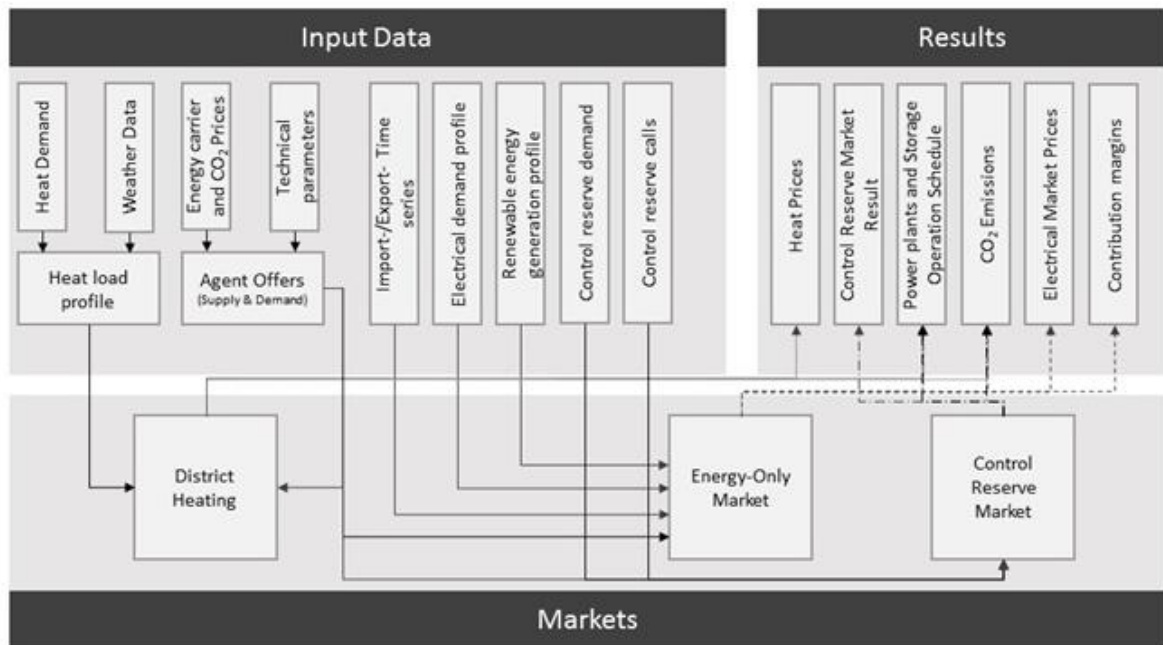 Input Data
Results
Heat Demand
Weather Data
Energy carrier
and CO₂ Prices
Technical
parameters
Import-/Export- Time
series
Electrical demand profile
Renewable energy
generation profile
Control reserve demand
Control reserve calls
Heat Prices
Control Reserve Market
Result
Power plants and Storage
Operation Schedule
CO₂ Emissions
Electrical Market Prices
Contribution margins
Heat load
profile
Agent Offers
(Supply & Demand)
District
Heating
Energy-Only
Market
Control
Reserve
Market
Markets